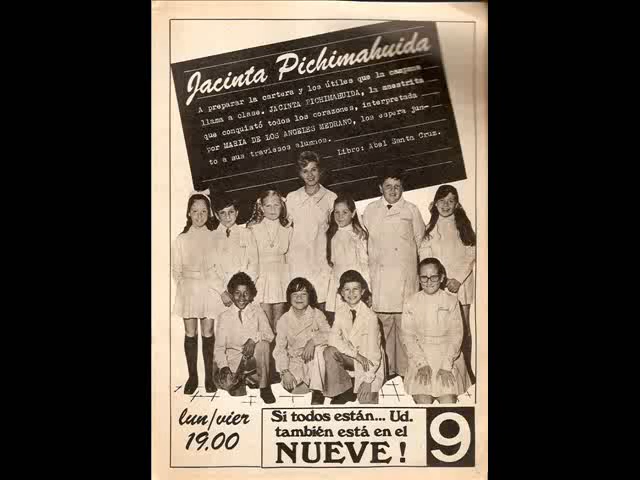 Jacinta Pichimahuida
A preparar la cartera y los útiles que la campana
llama a clase. JACINTA PICHIMAHUIDA, la maestrita
que conquistó todos los corazones, interpretada
por MARIA DE LOS ANGELES MEDRANO, los espera jun-
to a sus traviesos alumnos.
Libro: Abel Santa Cruz.
lun/vier
19.00
Si todos están... Ud.
también está en el
NUEVE!
9